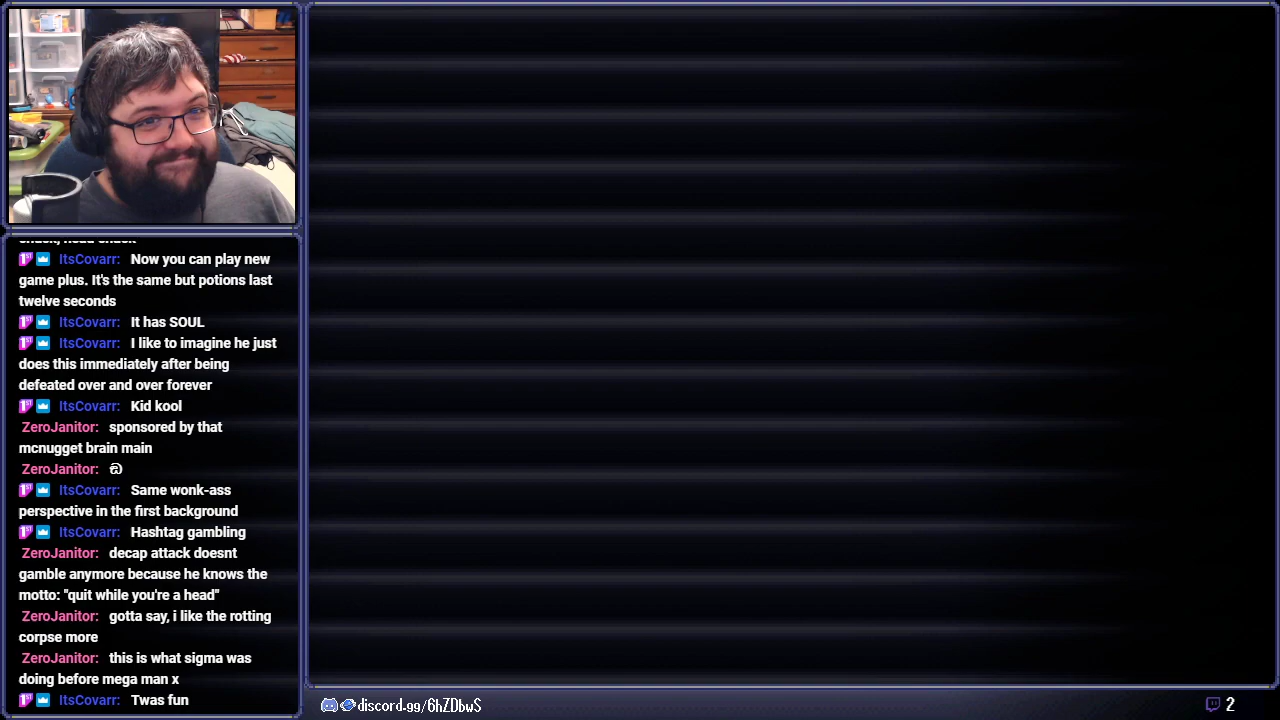 ItsCovarr: Now you can play new
game plus. It's the same but potions last
twelve seconds
ItsCovarr: It has SOUL
ItsCovarr: I like to imagine he just
does this immediately after being
defeated over and over forever
ItsCovarr: Kid kool
ZeroJanitor: sponsored by that
mcnugget brain main
ZeroJanitor:
ItsCovarr: Same wonk-ass
perspective in the first background
ItsCovarr: Hashtag gambling
ZeroJanitor: decap attack doesnt
gamble anymore because he knows the
motto: "quit while you're a head"
ZeroJanitor: gotta say, i like the rotting
corpse more
ZeroJanitor: this is what sigma was
doing before mega man x
ItsCovarr: Twas fun
discord.gg/6hZDbwS
2